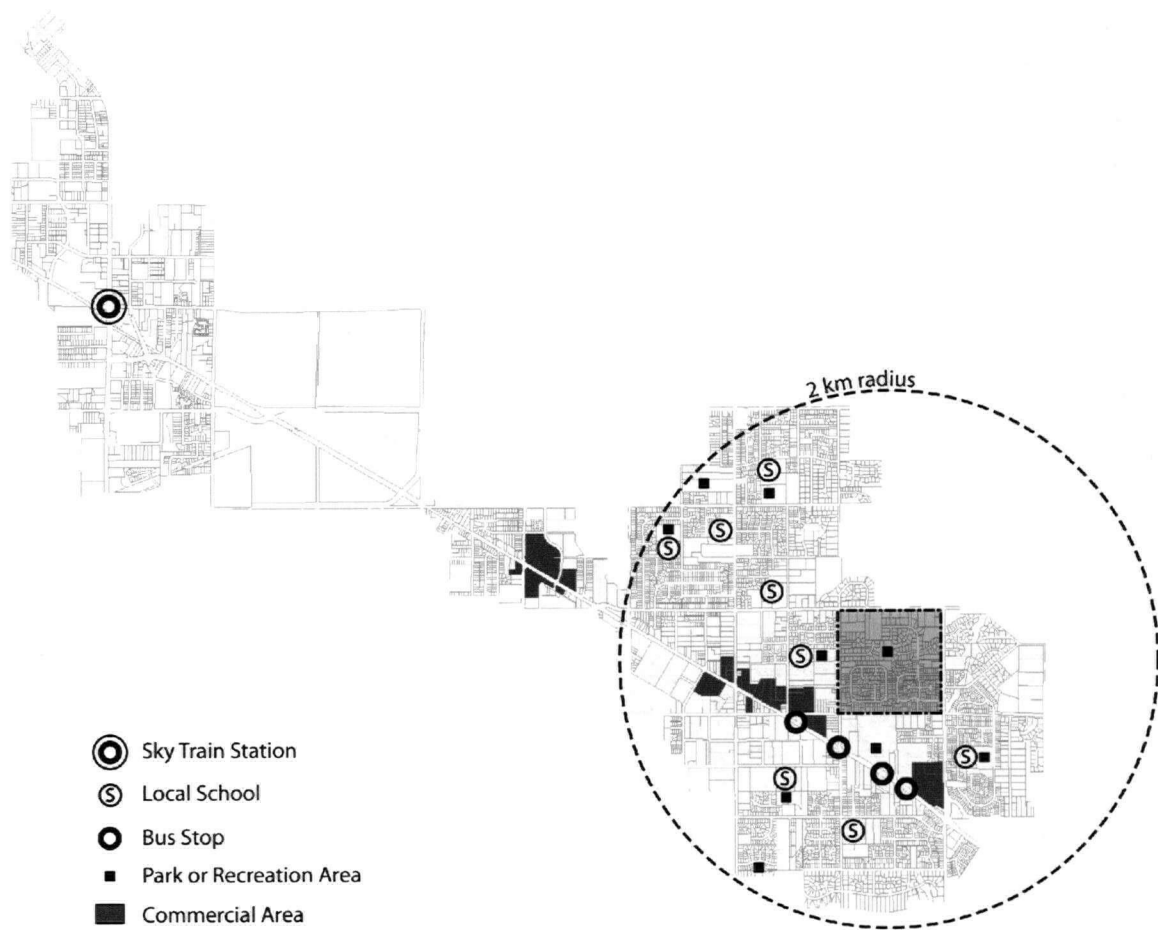 2 km radius
S
S
S
S
S
S
S
S
Sky Train Station
S Local School
Bus Stop
Park or Recreation Area
Commercial Area